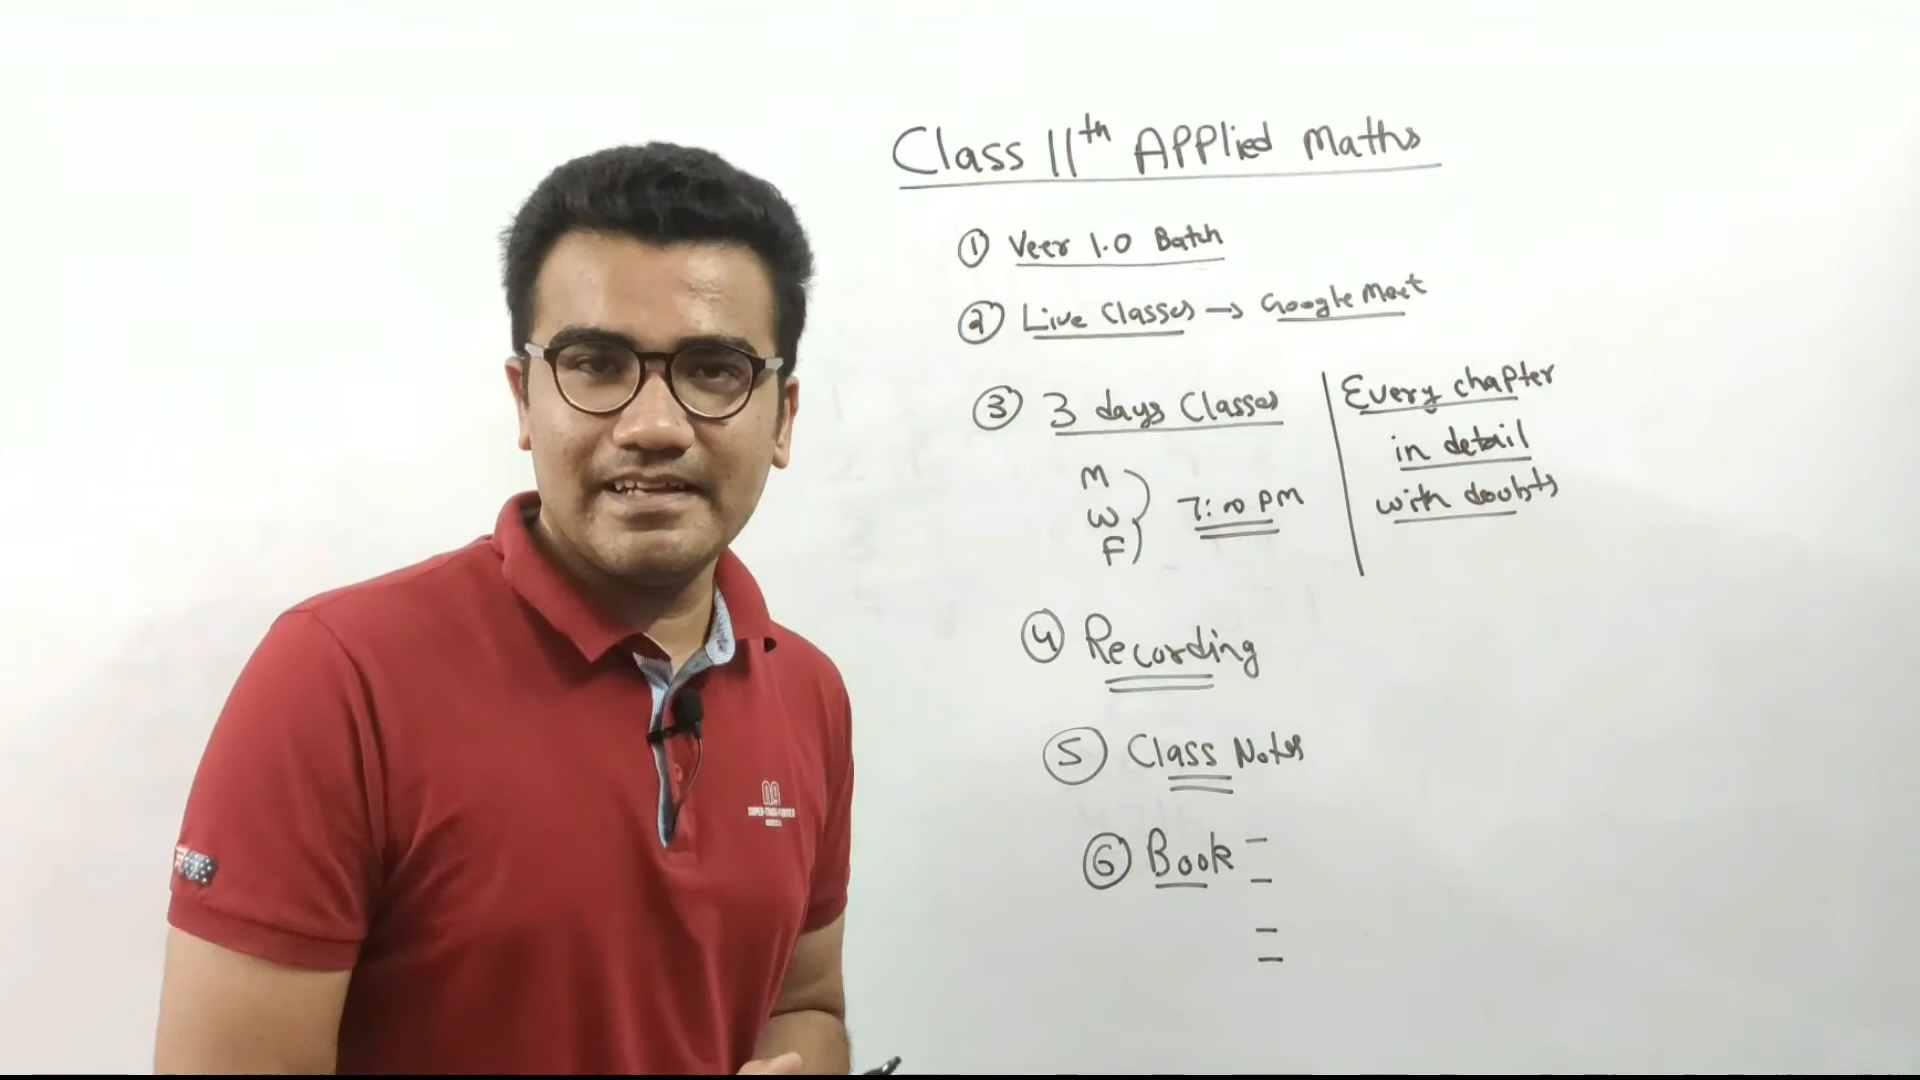 Class 11th Applied Maths
① Veer 1.0 Batch
② Live Classes → Google Meet
③ 3 days Classes
M
W
F
7:00 PM
Every chapter
in detail
with doubts
④ Recording
⑤ Class Notes
⑥ Book